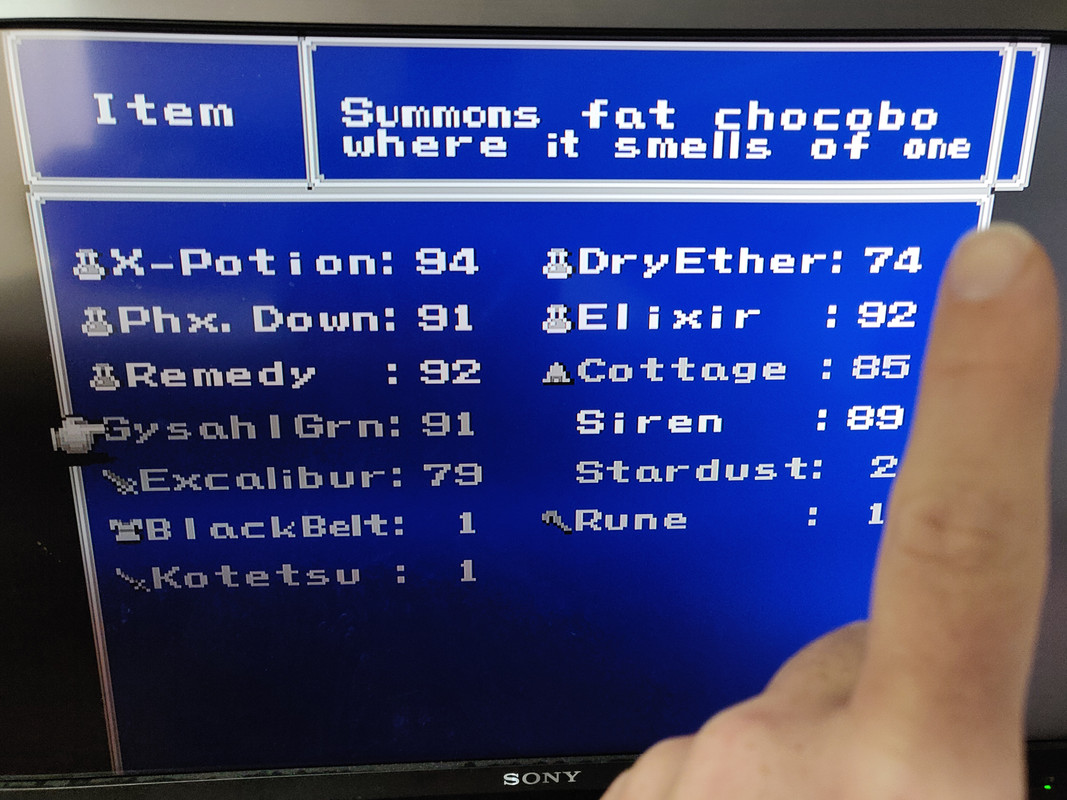 Item
Summons fat chocobo
where it smells of one
X-Potion: 94 DryEther: 74
Phx. Down: 91 Elixir : 92
Remedy : 92 Cottage : 85
GysahlGrn: 91 Siren : 89
Excalibur: 79 Stardust: 2
BlackBelt: 1 Rune : 1
Kotetsu : 1
SONY